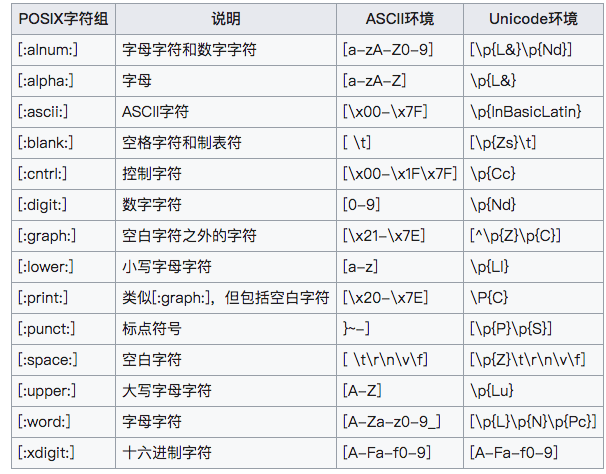 POSIX字符组 说明 ASCII环境 Unicode环境
[:alnum:] 字母字符和数字字符 [a-zA-Z0-9] [\p{L&}\p{Nd}]
[:alpha:] 字母 [a-zA-Z] \p{L&}
[:ascii:] ASCII字符 [\x00-\x7F] \p{InBasicLatin}
[:blank:] 空格字符和制表符 [ \t] [\p{Zs}\t]
[:cntrl:] 控制字符 [\x00-\x1F\x7F] \p{Cc}
[:digit:] 数字字符 [0-9] \p{Nd}
[:graph:] 空白字符之外的字符 [\x21-\x7E] [^\p{Z}\p{C}]
[:lower:] 小写字母字符 [a-z] \p{Ll}
[:print:] 类似[:graph:]，但包括空白字符 [\x20-\x7E] \P{C}
[:punct:] 标点符号 }~-] [\p{P}\p{S}]
[:space:] 空白字符 [ \t\r\n\v\f] [\p{Z}\t\r\n\v\f]
[:upper:] 大写字母字符 [A-Z] \p{Lu}
[:word:] 字母字符 [A-Za-z0-9_] [\p{L}\p{N}\p{Pc}]
[:xdigit:] 十六进制字符 [A-Fa-f0-9] [A-Fa-f0-9]